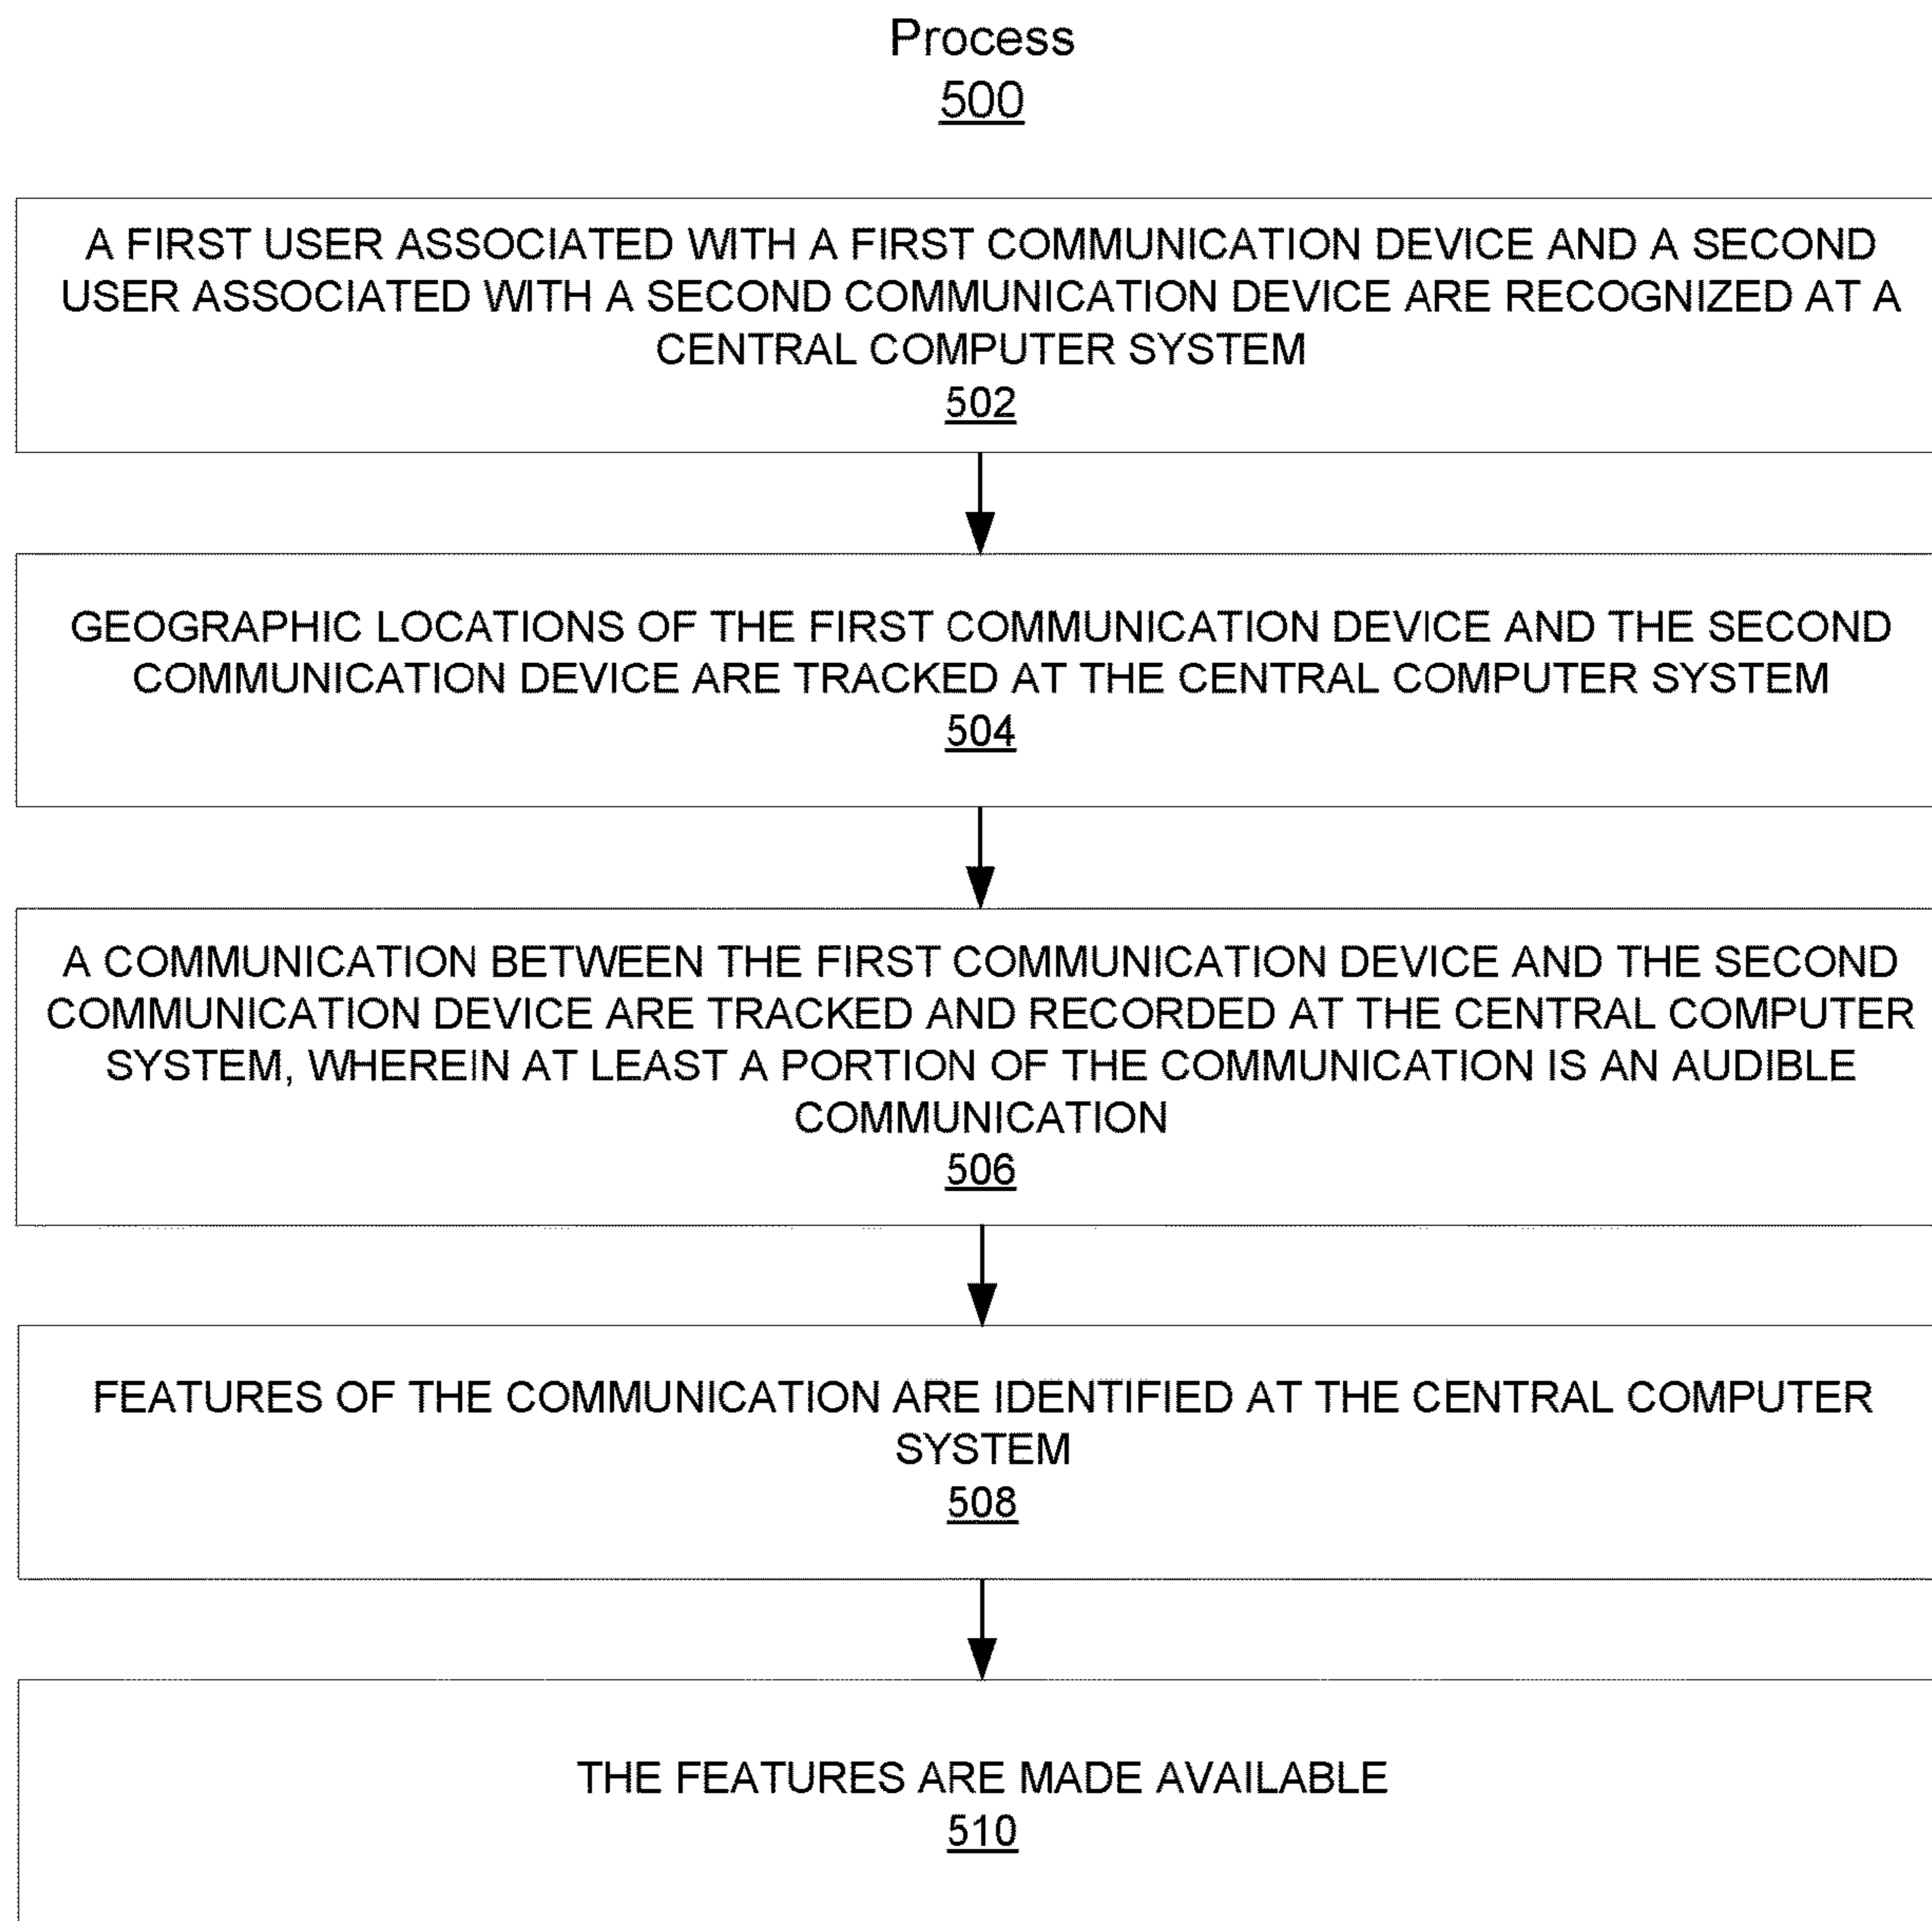 Process
500
A FIRST USER ASSOCIATED WITH A FIRST COMMUNICATION DEVICE AND A SECOND
USER ASSOCIATED WITH A SECOND COMMUNICATION DEVICE ARE RECOGNIZED AT A
CENTRAL COMPUTER SYSTEM
502
GEOGRAPHIC LOCATIONS OF THE FIRST COMMUNICATION DEVICE AND THE SECOND
COMMUNICATION DEVICE ARE TRACKED AT THE CENTRAL COMPUTER SYSTEM
504
A COMMUNICATION BETWEEN THE FIRST COMMUNICATION DEVICE AND THE SECOND
COMMUNICATION DEVICE ARE TRACKED AND RECORDED AT THE CENTRAL COMPUTER
SYSTEM, WHEREIN AT LEAST A PORTION OF THE COMMUNICATION IS AN AUDIBLE
COMMUNICATION
506
FEATURES OF THE COMMUNICATION ARE IDENTIFIED AT THE CENTRAL COMPUTER
SYSTEM
508
THE FEATURES ARE MADE AVAILABLE
510